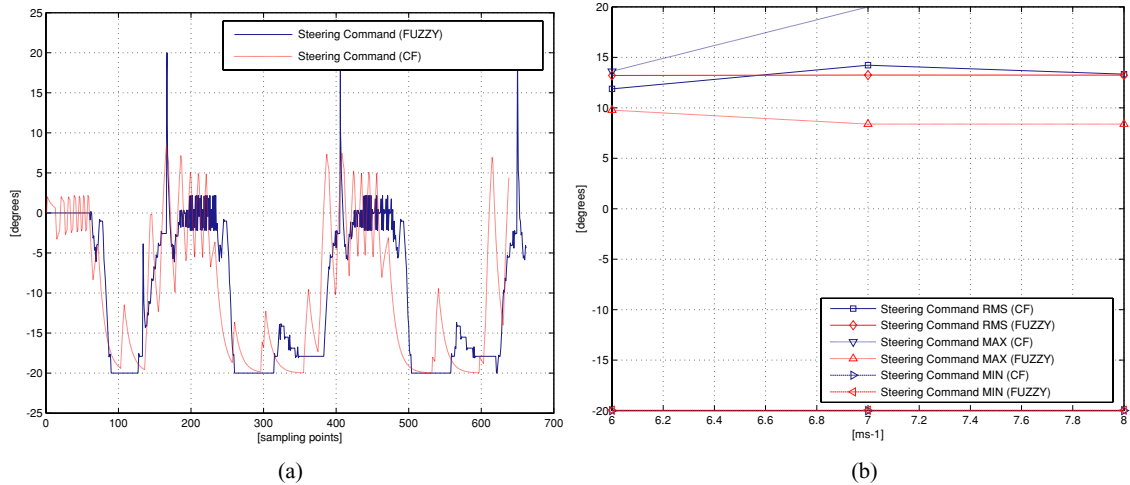 25
20
15
10
5
0
-5
-10
-15
-20
-25
[degrees]
0
100
200
300
400
500
600
700
[sampling points]
Steering Command (FUZZY)
Steering Command (CF)
(a)
20
15
10
5
0
-5
-10
-15
-20
[degrees]
6
6.2
6.4
6.6
6.8
7
7.2
7.4
7.6
7.8
8
[ms-1]
Steering Command RMS (CF)
Steering Command RMS (FUZZY)
Steering Command MAX (CF)
Steering Command MAX (FUZZY)
Steering Command MIN (CF)
Steering Command MIN (FUZZY)
(b)